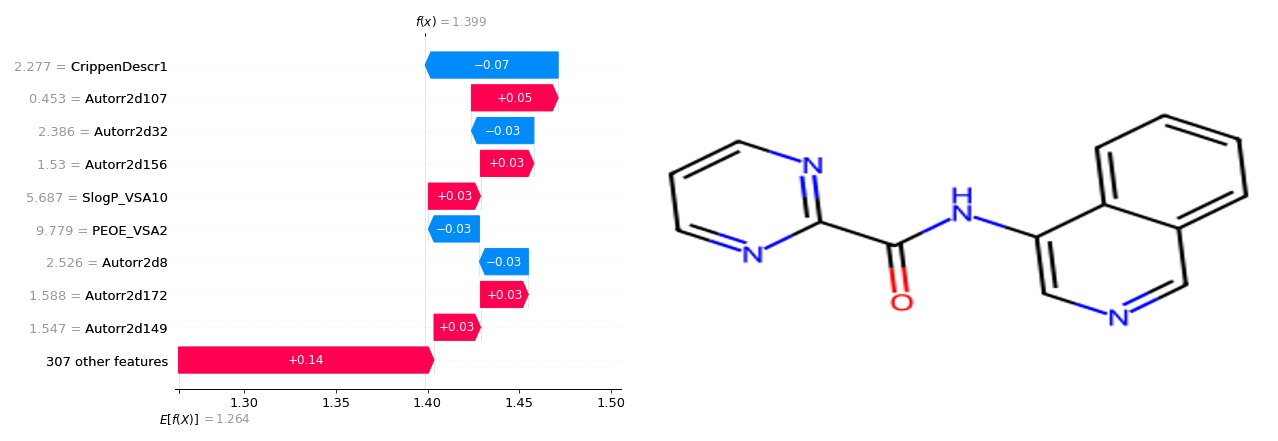 f(x) = 1.399
2.277 = CrippenDescr1
−0.07
0.453 = Autorr2d107
+0.05
2.386 = Autorr2d32
−0.03
1.53 = Autorr2d156
+0.03
5.687 = SlogP_VSA10
+0.03
9.779 = PEOE_VSA2
−0.03
2.526 = Autorr2d8
−0.03
1.588 = Autorr2d172
+0.03
1.547 = Autorr2d149
+0.03
307 other features
+0.14
1.30 1.35 1.40 1.45 1.50
E[f(X)] = 1.264
N
N
H
N
O
N